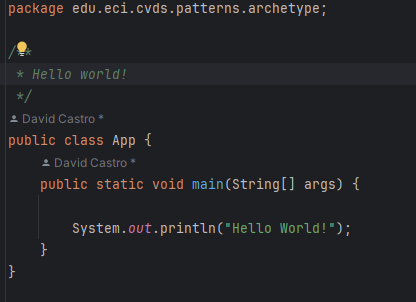 package edu.eci.cvds.patterns.archetype;
/**
* Hello world!
*/
David Castro *
public class App {
David Castro *
public static void main(String[] args) {
System.out.println("Hello World!");
}
}